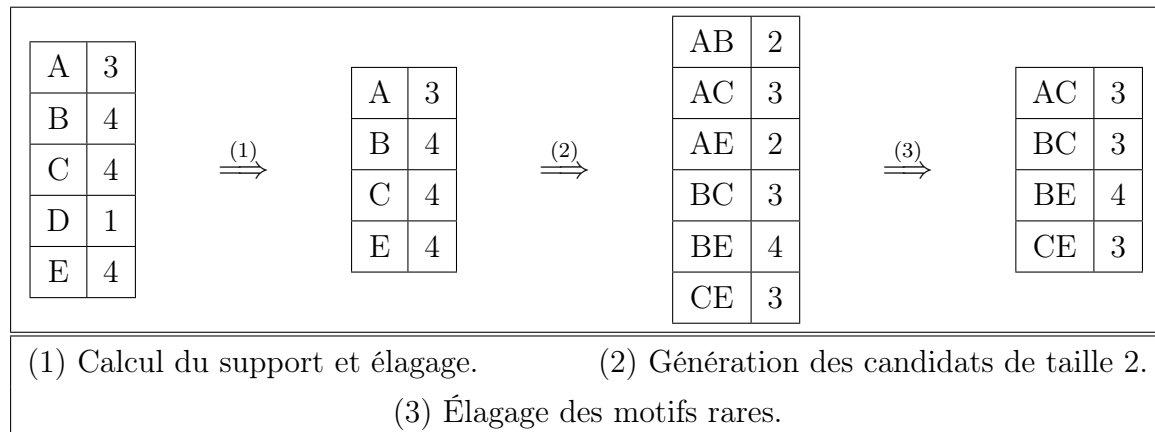 A 3
B 4
C 4
D 1
E 4
(1)
⟹
A 3
B 4
C 4
E 4
(2)
⟹
AB 2
AC 3
AE 2
BC 3
BE 4
CE 3
(3)
⟹
AC 3
BC 3
BE 4
CE 3
(1) Calcul du support et élagage. (2) Génération des candidats de taille 2.
(3) Élagage des motifs rares.